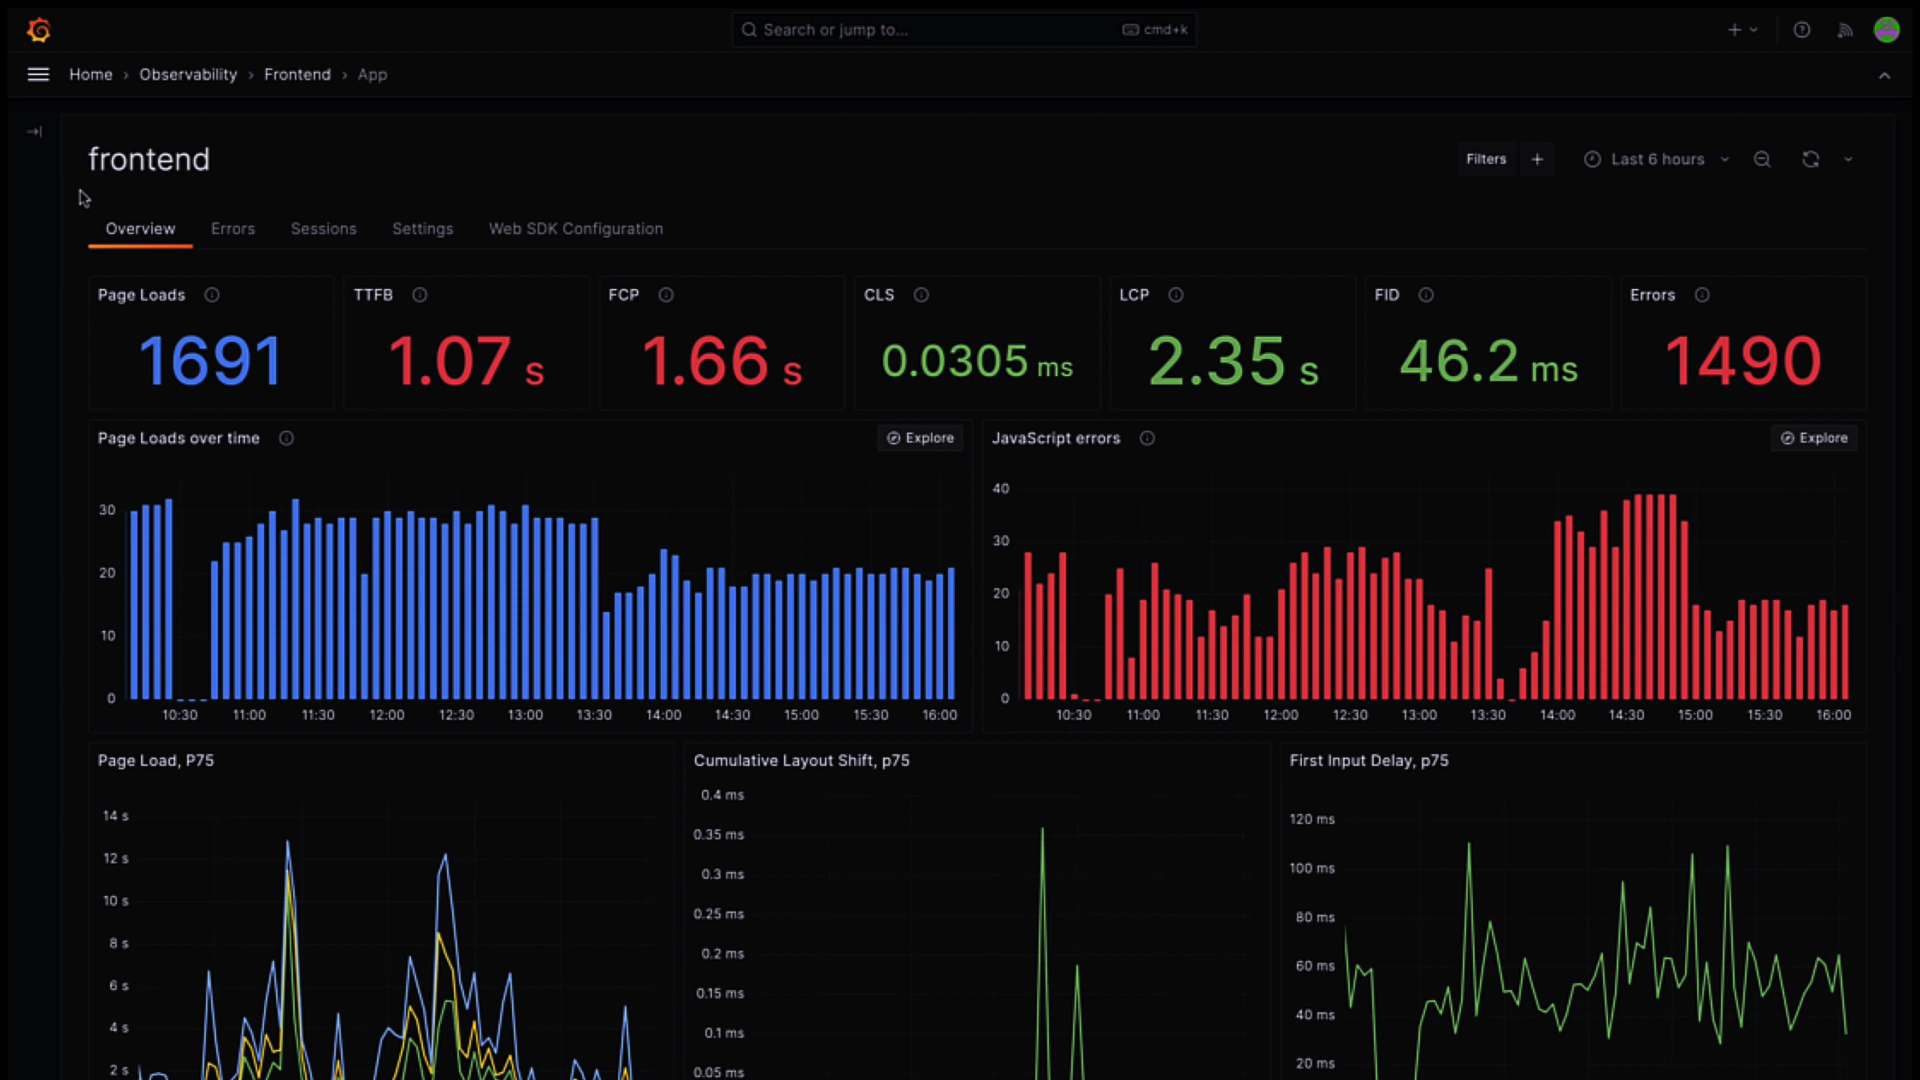 Search or jump to... cmd+k
Home › Observability › Frontend › App
frontend
Filters + Last 6 hours
Overview Errors Sessions Settings Web SDK Configuration
Page Loads TTFB FCP CLS LCP FID Errors
1691 1.07 s 1.66 s 0.0305 ms 2.35 s 46.2 ms 1490
Page Loads over time Explore
30
20
10
0
10:30 11:00 11:30 12:00 12:30 13:00 13:30 14:00 14:30 15:00 15:30 16:00
JavaScript errors Explore
40
30
20
10
0
10:30 11:00 11:30 12:00 12:30 13:00 13:30 14:00 14:30 15:00 15:30 16:00
Page Load, P75
14 s
12 s
10 s
8 s
6 s
4 s
2 s
Cumulative Layout Shift, p75
0.4 ms
0.35 ms
0.3 ms
0.25 ms
0.2 ms
0.15 ms
0.1 ms
0.05 ms
First Input Delay, p75
120 ms
100 ms
80 ms
60 ms
40 ms
20 ms